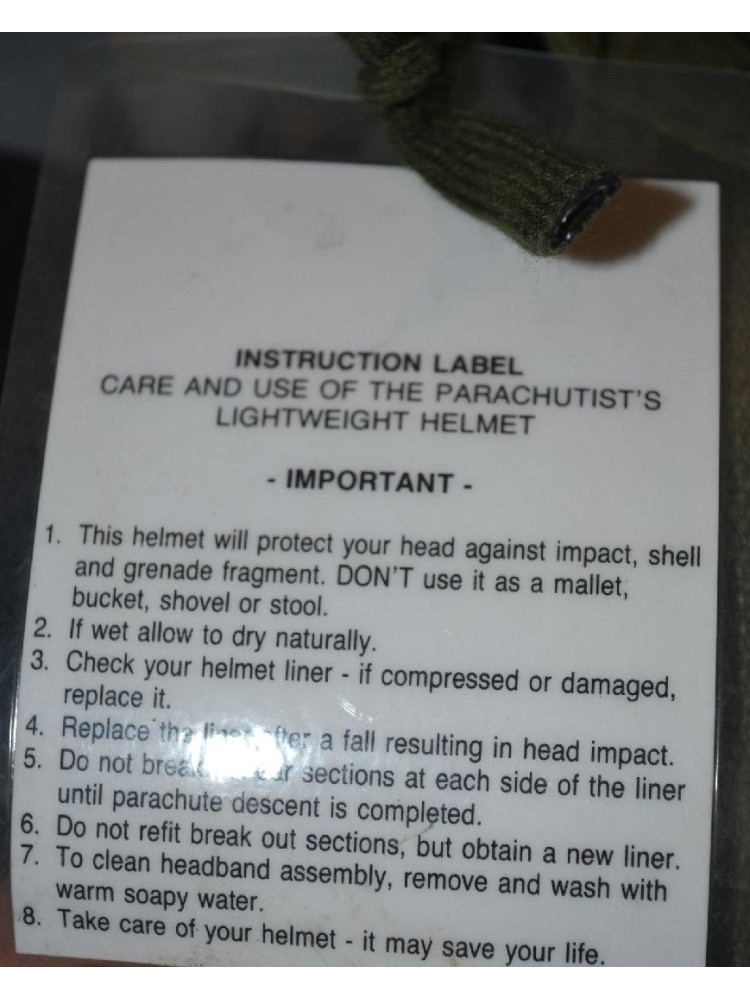 INSTRUCTION LABEL
CARE AND USE OF THE PARACHUTIST'S
LIGHTWEIGHT HELMET
- IMPORTANT -
1. This helmet will protect your head against impact, shell
and grenade fragment. DON'T use it as a mallet,
bucket, shovel or stool.
2. If wet allow to dry naturally.
3. Check your helmet liner - if compressed or damaged,
replace it.
4. Replace the liner after a fall resulting in head impact.
5. Do not break sections at each side of the liner
until parachute descent is completed.
6. Do not refit break out sections, but obtain a new liner.
7. To clean headband assembly, remove and wash with
warm soapy water.
8. Take care of your helmet - it may save your life.